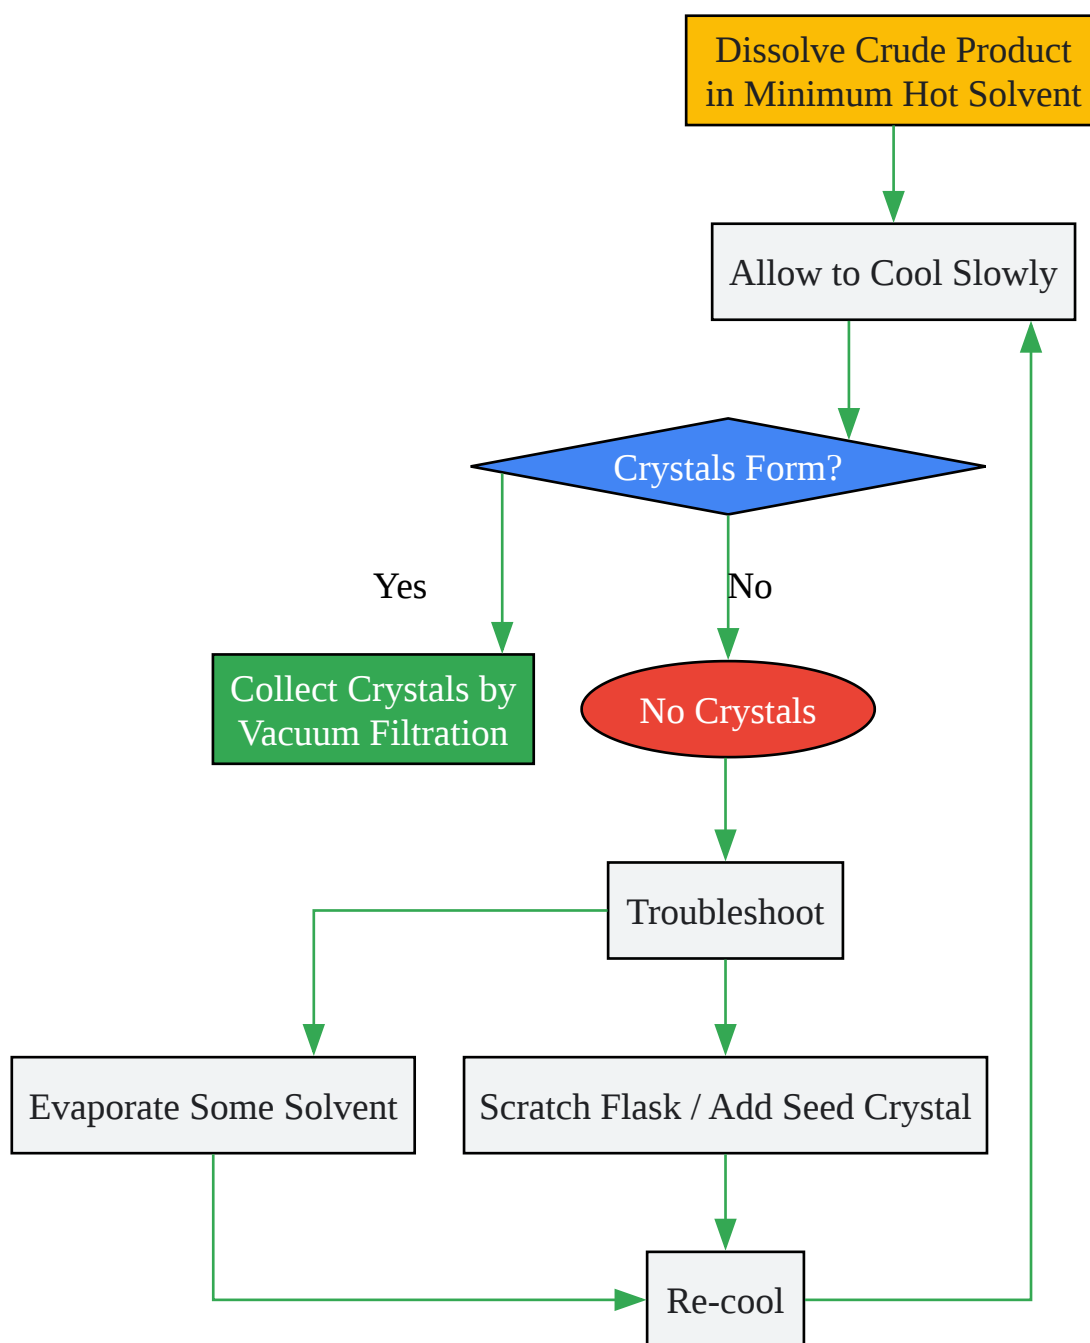 Dissolve Crude Product
in Minimum Hot Solvent
Allow to Cool Slowly
Crystals Form?
Yes
No
Collect Crystals by
Vacuum Filtration
No Crystals
Troubleshoot
Evaporate Some Solvent
Scratch Flask / Add Seed Crystal
Re-cool